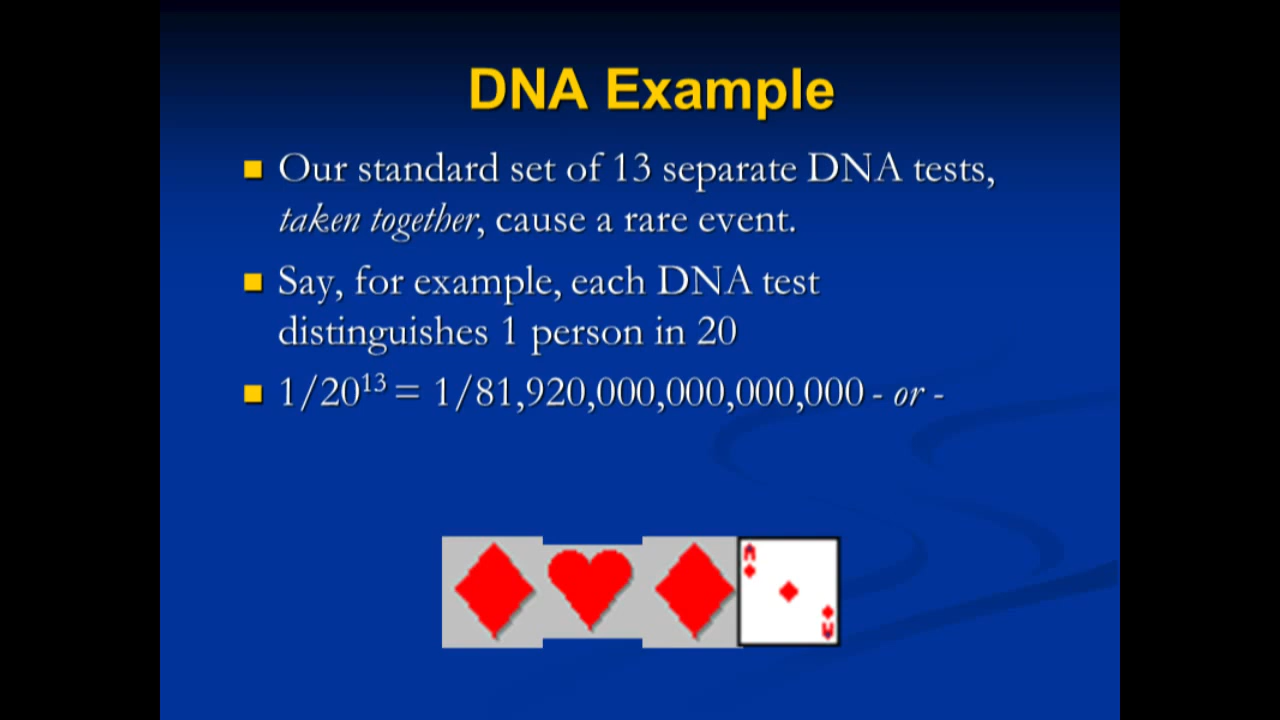 DNA Example
Our standard set of 13 separate DNA tests,
taken together, cause a rare event.
Say, for example, each DNA test
distinguishes 1 person in 20
1/20¹³ = 1/81,920,000,000,000,000 - or -
A
A